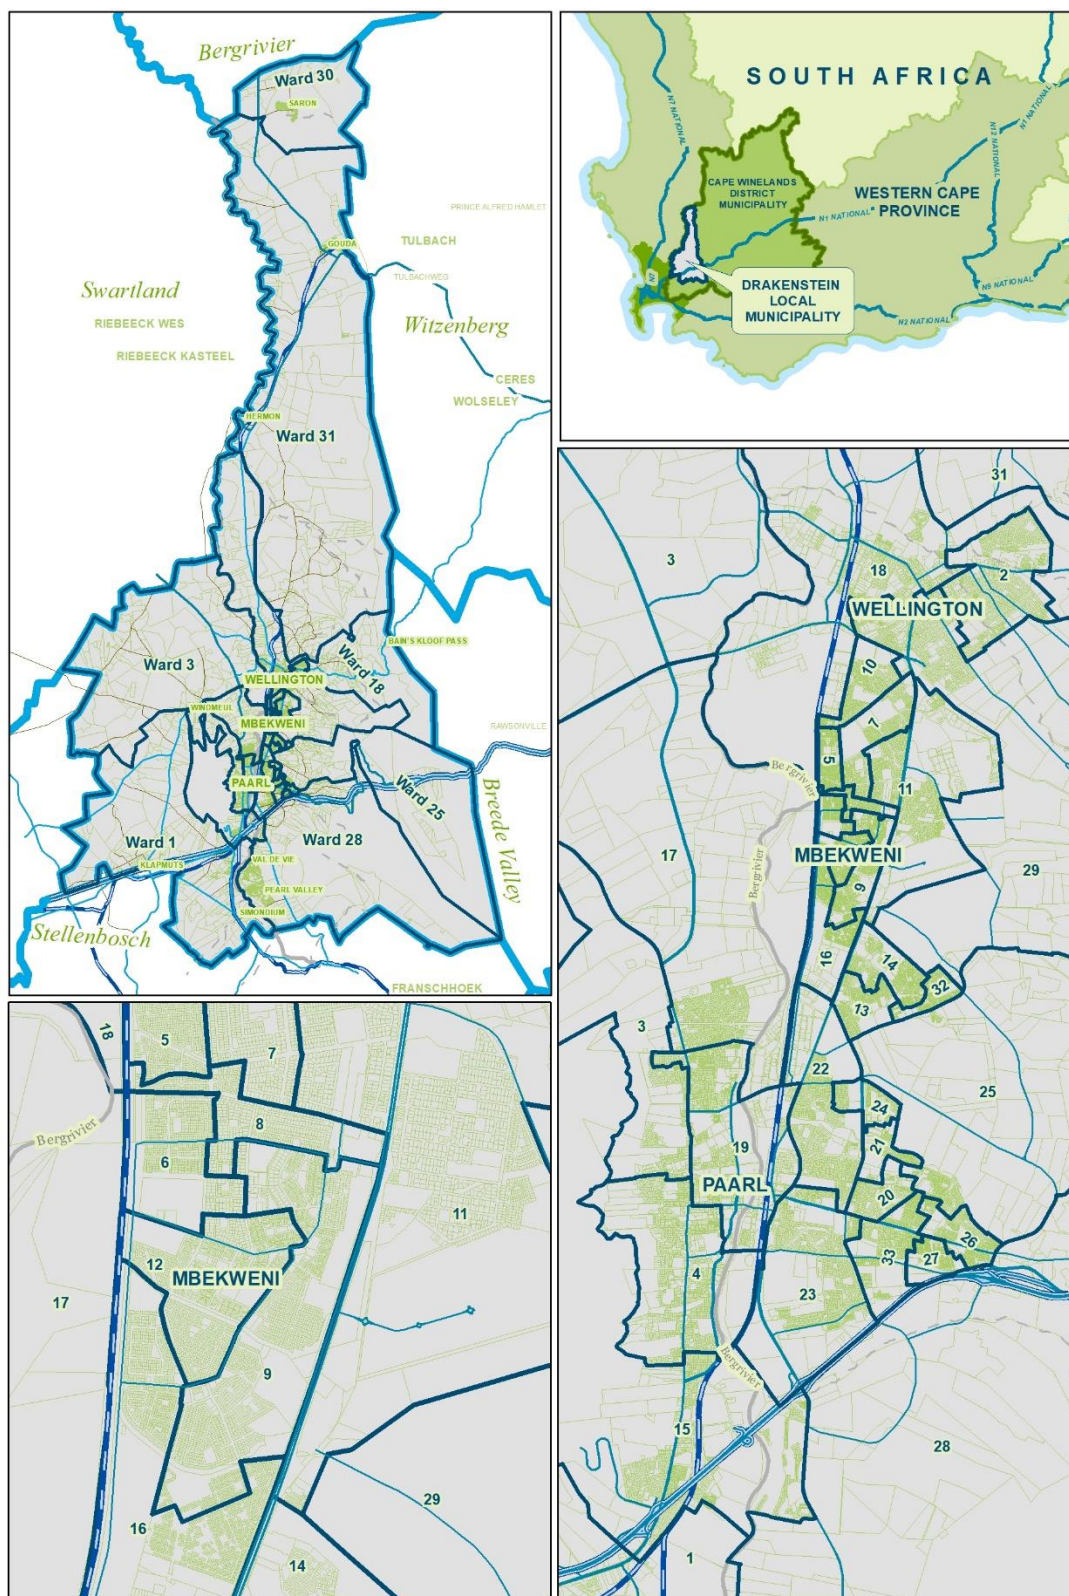 Bergrivier
Ward 30
SARON
PRINCE ALFRED HAMLET
GOUDA
TULBACH
TULBACHWEG
Swartland
RIEBEECK WES
RIEBEECK KASTEEL
Witzenberg
CERES
WOLSELEY
HERMON
Ward 31
BAIN'S KLOOF PASS
Ward 3
Ward 18
WELLINGTON
WINDMEUL
MBEKWENI
RAWSONVILLE
PAARL
Ward 25
Breede Valley
Ward 1
Ward 28
KLAPMUTS
VAL DE VIE
PEARL VALLEY
SIMONDIUM
Stellenbosch
FRANSCHHOEK
SOUTH AFRICA
N7 NATIONAL
N12 NATIONAL
N1 NATIONAL
CAPE WINELANDS
DISTRICT
MUNICIPALITY
WESTERN CAPE
PROVINCE
N1 NATIONAL
N7
DRAKENSTEIN
LOCAL
MUNICIPALITY
N9 NATIONAL
N2 NATIONAL
31
3
18
2
WELLINGTON
10
7
5
Bergrivier
11
17
MBEKWENI
29
Bergrivier
9
16
14
32
13
3
22
25
24
19
21
PAARL
20
26
33
27
4
23
Bergrivier
15
28
1
18
5
7
8
Bergrivier
6
11
12
MBEKWENI
17
9
29
16
14